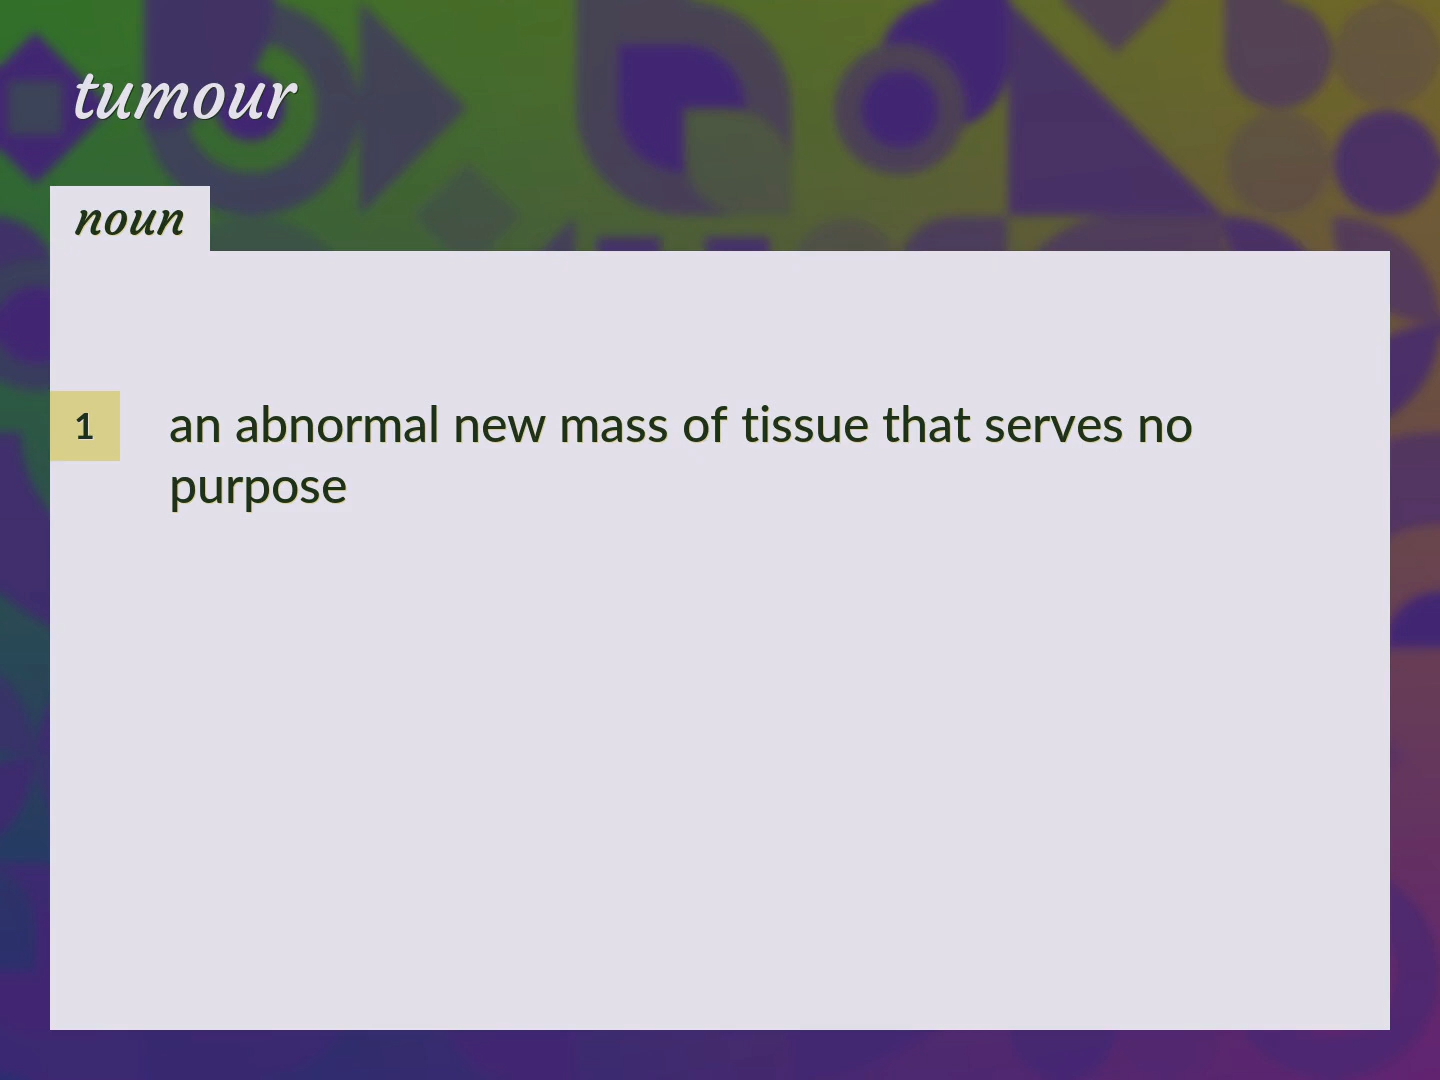 tumour
noun
1
an abnormal new mass of tissue that serves no
purpose